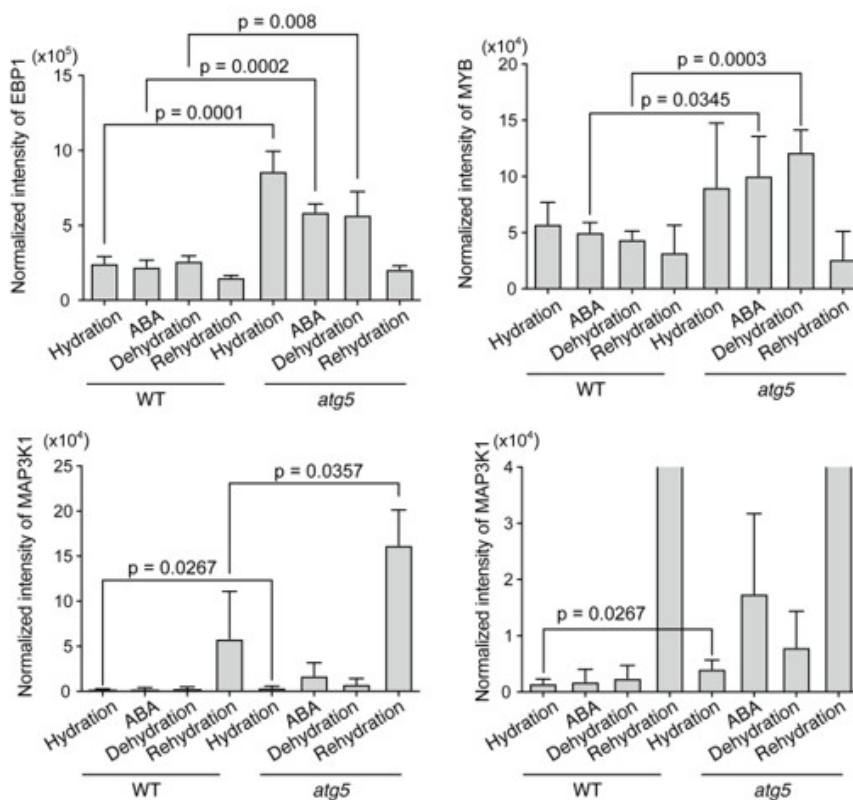 (x10⁵)
Normalized intensity of EBP1
15
10
5
0
p = 0.008
p = 0.0002
p = 0.0001
Hydration
ABA
Dehydration
Rehydration
Hydration
ABA
Dehydration
Rehydration
WT
atg5
(x10⁴)
Normalized intensity of MYB
20
15
10
5
0
p = 0.0003
p = 0.0345
Hydration
ABA
Dehydration
Rehydration
Hydration
ABA
Dehydration
Rehydration
WT
atg5
(x10⁴)
Normalized intensity of MAP3K1
25
20
15
10
5
0
p = 0.0357
p = 0.0267
Hydration
ABA
Dehydration
Rehydration
Hydration
ABA
Dehydration
Rehydration
WT
atg5
(x10⁴)
Normalized intensity of MAP3K1
4
3
2
1
0
p = 0.0267
Hydration
ABA
Dehydration
Rehydration
Hydration
ABA
Dehydration
Rehydration
WT
atg5